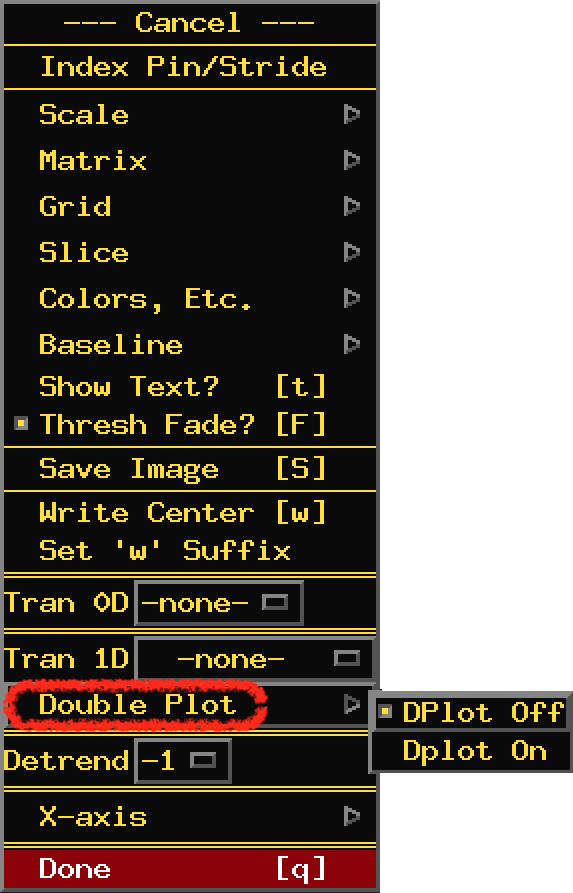 --- Cancel ---
Index Pin/Stride
Scale
Matrix
Grid
Slice
Colors, Etc.
Baseline
Show Text? [t]
Thresh Fade? [F]
Save Image [S]
Write Center [w]
Set 'w' Suffix
Tran 0D -none-
Tran 1D -none-
Double Plot
DPlot Off
Dplot On
Detrend -1
X-axis
Done [q]